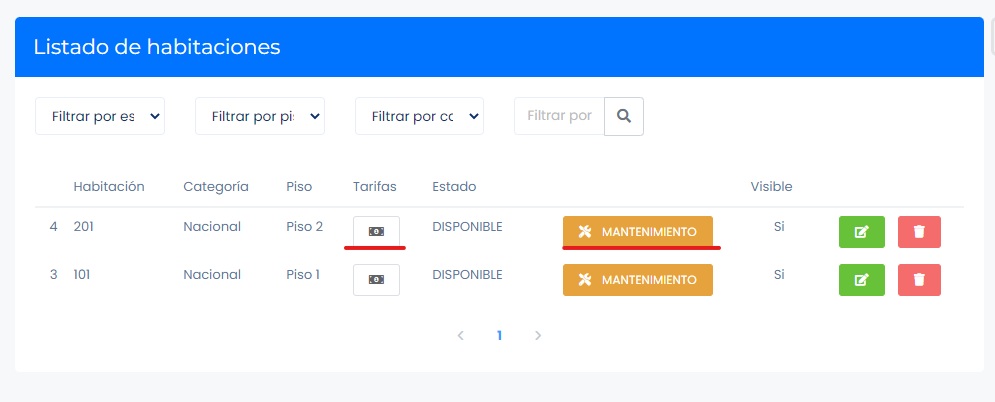 Listado de habitaciones
Filtrar por es Filtrar por pi Filtrar por co Filtrar por
Habitación Categoría Piso Tarifas Estado Visible
4 201 Nacional Piso 2 DISPONIBLE MANTENIMIENTO Si
3 101 Nacional Piso 1 DISPONIBLE MANTENIMIENTO Si
1